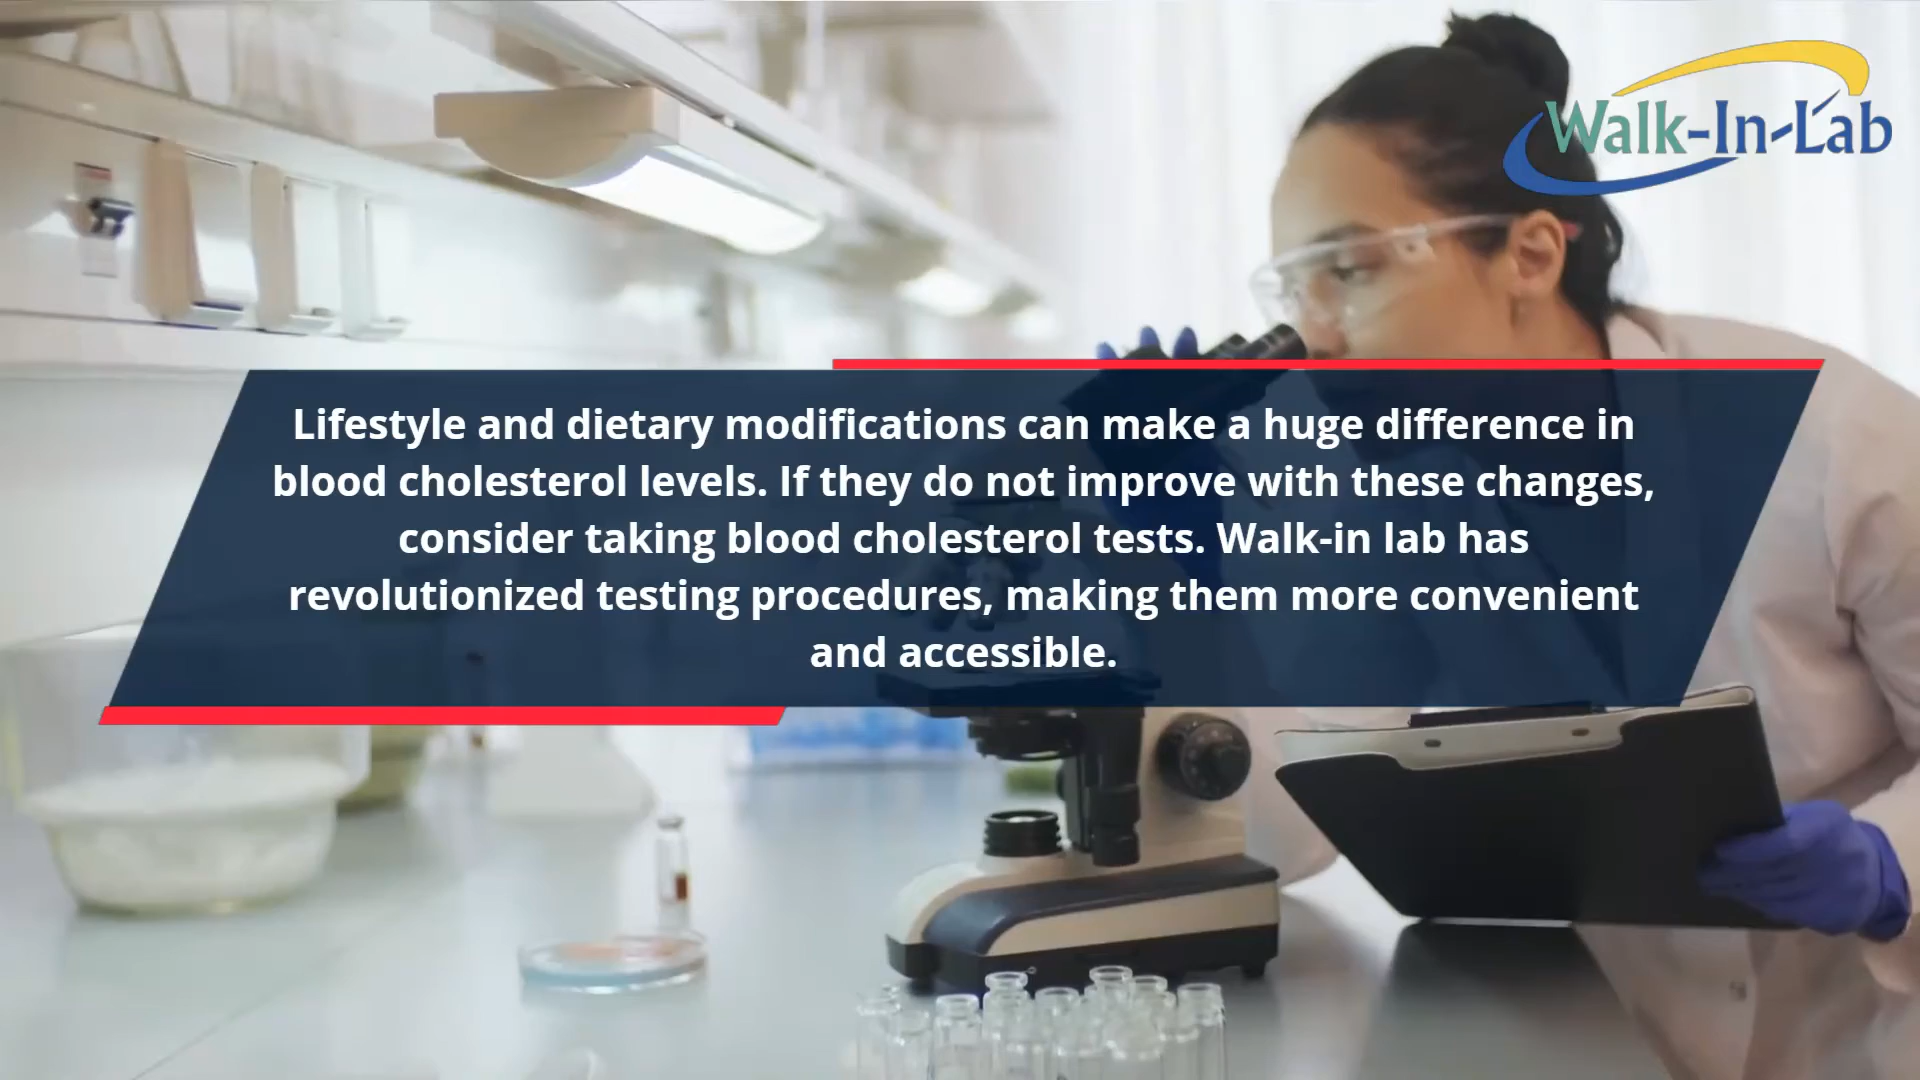 Walk-In-Lab
Lifestyle and dietary modifications can make a huge difference in
blood cholesterol levels. If they do not improve with these changes,
consider taking blood cholesterol tests. Walk-in lab has
revolutionized testing procedures, making them more convenient
and accessible.